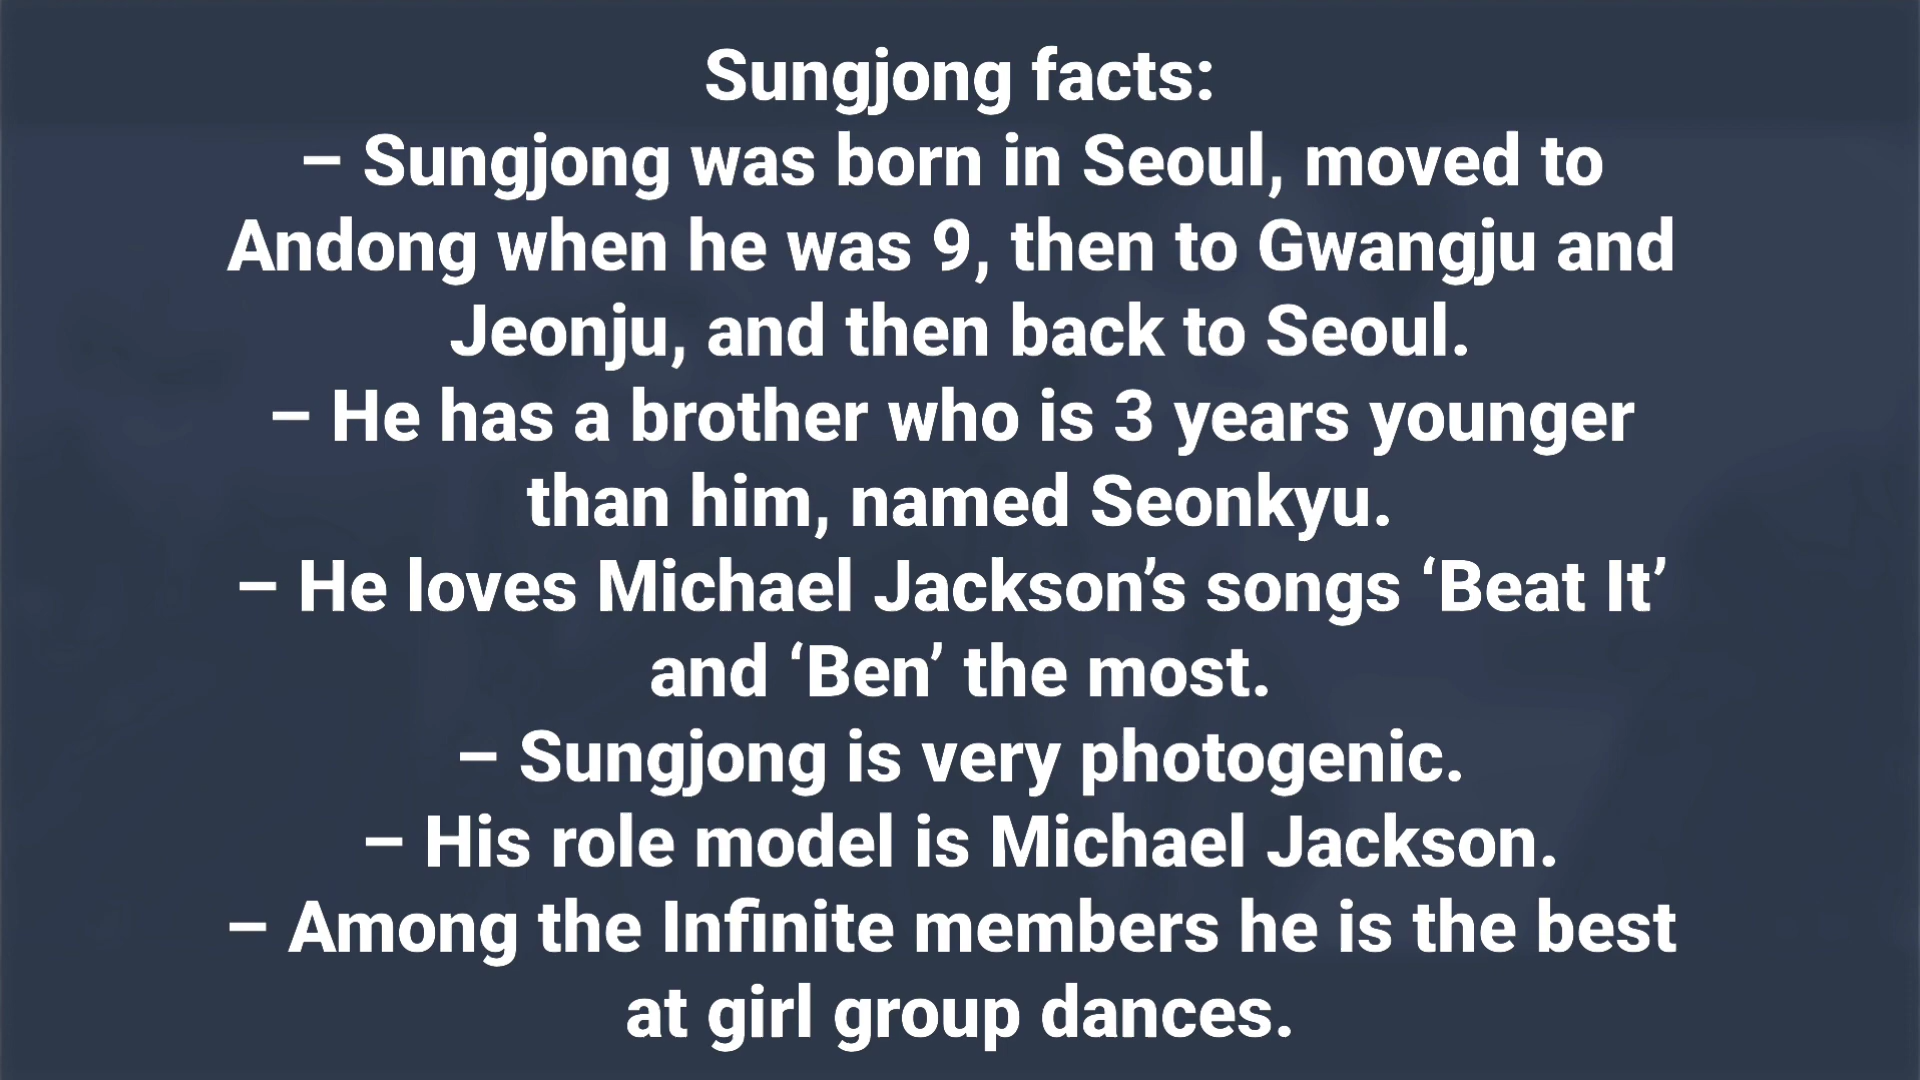 Sungjong facts:
– Sungjong was born in Seoul, moved to
Andong when he was 9, then to Gwangju and
Jeonju, and then back to Seoul.
– He has a brother who is 3 years younger
than him, named Seonkyu.
– He loves Michael Jackson’s songs ‘Beat It’
and ‘Ben’ the most.
– Sungjong is very photogenic.
– His role model is Michael Jackson.
– Among the Infinite members he is the best
at girl group dances.